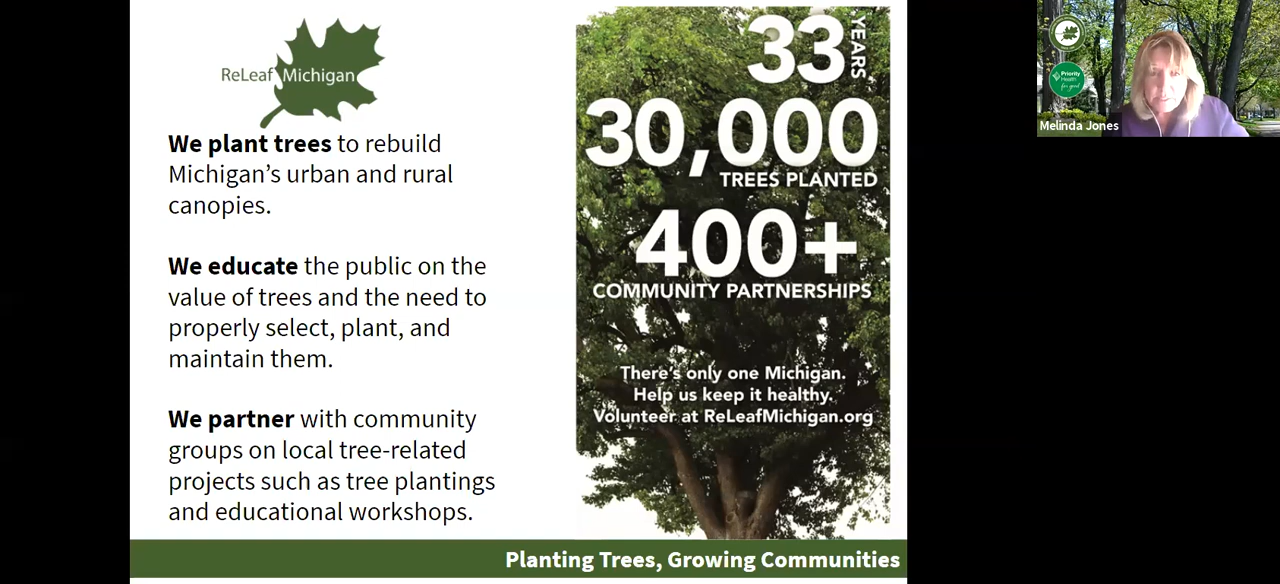 ReLeaf Michigan
We plant trees to rebuild
Michigan’s urban and rural
canopies.
We educate the public on the
value of trees and the need to
properly select, plant, and
maintain them.
We partner with community
groups on local tree-related
projects such as tree plantings
and educational workshops.
33 YEARS
30,000
TREES PLANTED
400+
COMMUNITY PARTNERSHIPS
There's only one Michigan.
Help us keep it healthy.
Volunteer at ReLeafMichigan.org
Planting Trees, Growing Communities
Priority
Health
for good
Melinda Jones